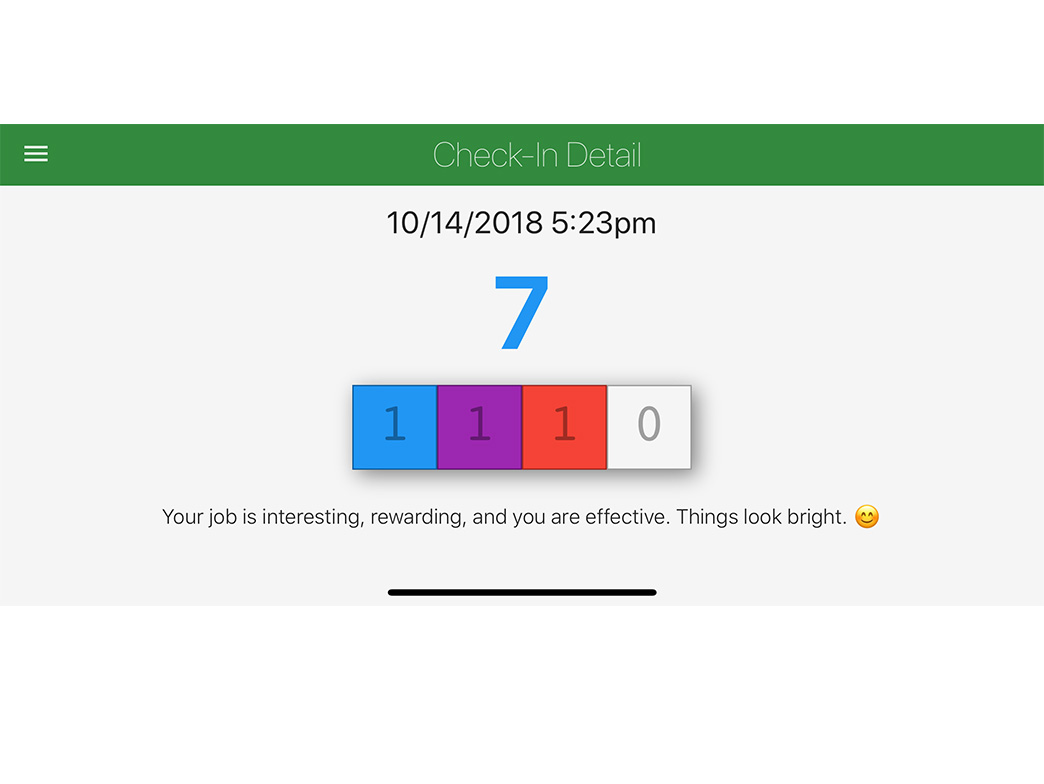 Check-In Detail
10/14/2018 5:23pm
7
1 1 1 0
Your job is interesting, rewarding, and you are effective. Things look bright. 😊